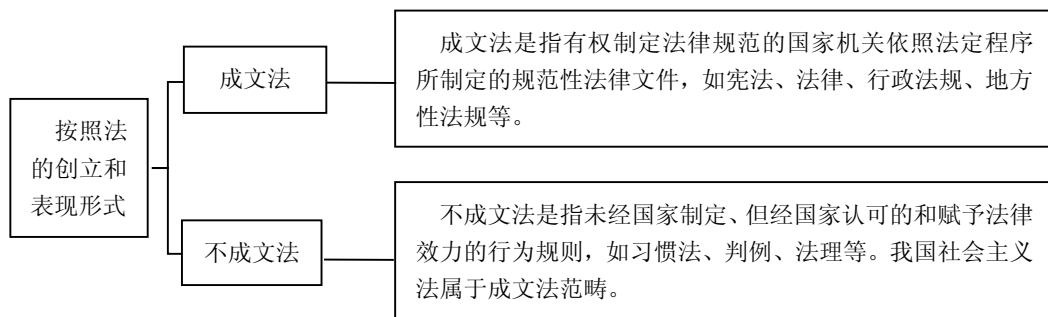 按照法
的创立和
表现形式
成文法
成文法是指有权制定法律规范的国家机关依照法定程序
所制定的规范性法律文件，如宪法、法律、行政法规、地方
性法规等。
不成文法
不成文法是指未经国家制定、但经国家认可的和赋予法律
效力的行为规则，如习惯法、判例、法理等。我国社会主义
法属于成文法范畴。